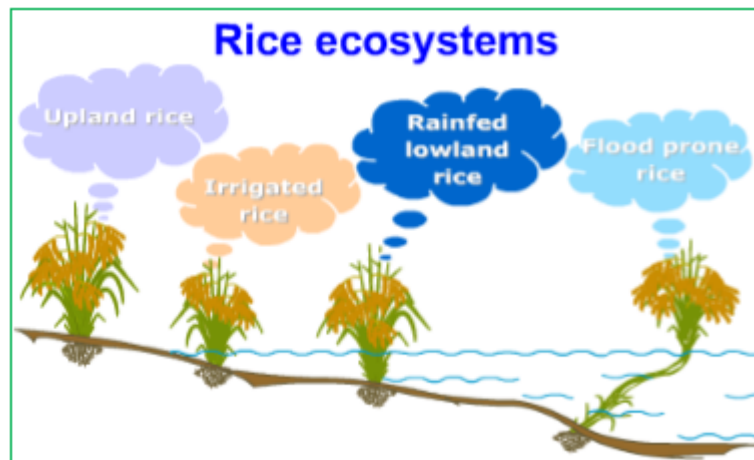 Rice ecosystems
Upland rice
Irrigated
rice
Rainfed
lowland
rice
Flood prone
rice